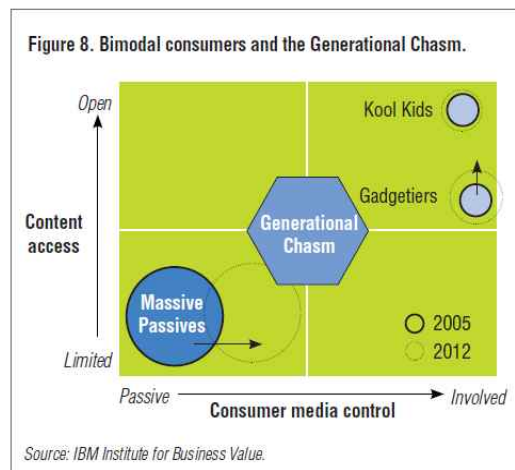 Figure 8. Bimodal consumers and the Generational Chasm.
Open
Kool Kids
Gadgetiers
Content
access
Generational
Chasm
Massive
Passives
2005
2012
Limited
Passive
Involved
Consumer media control
Source: IBM Institute for Business Value.